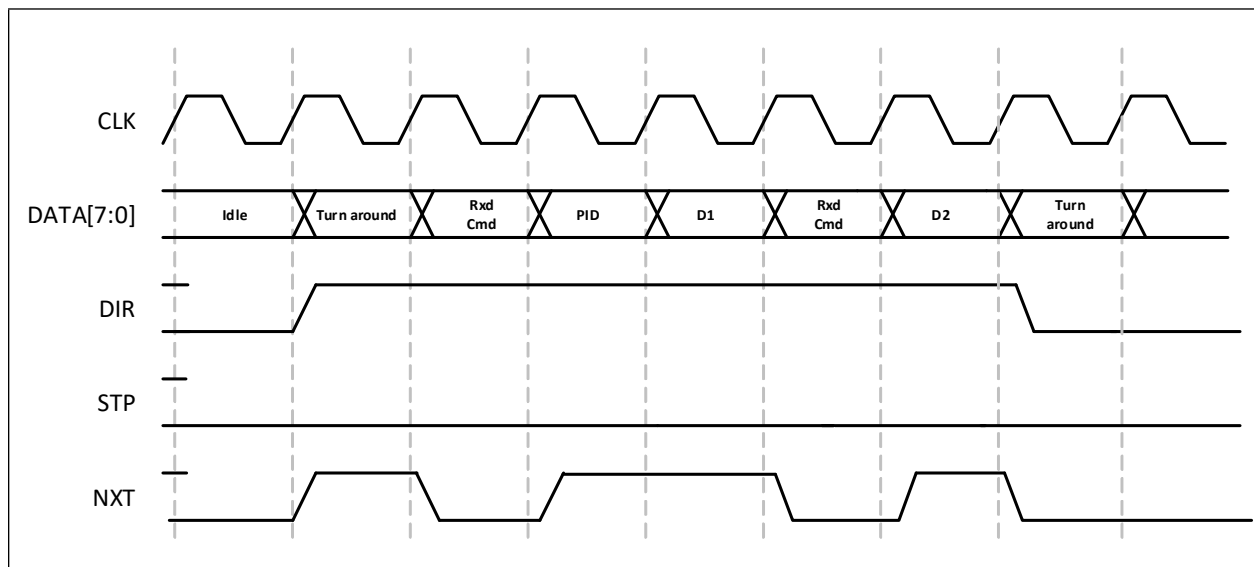 CLK
DATA[7:0]
Idle
Turn around
Rxd
Cmd
PID
D1
Rxd
Cmd
D2
Turn
around
DIR
STP
NXT